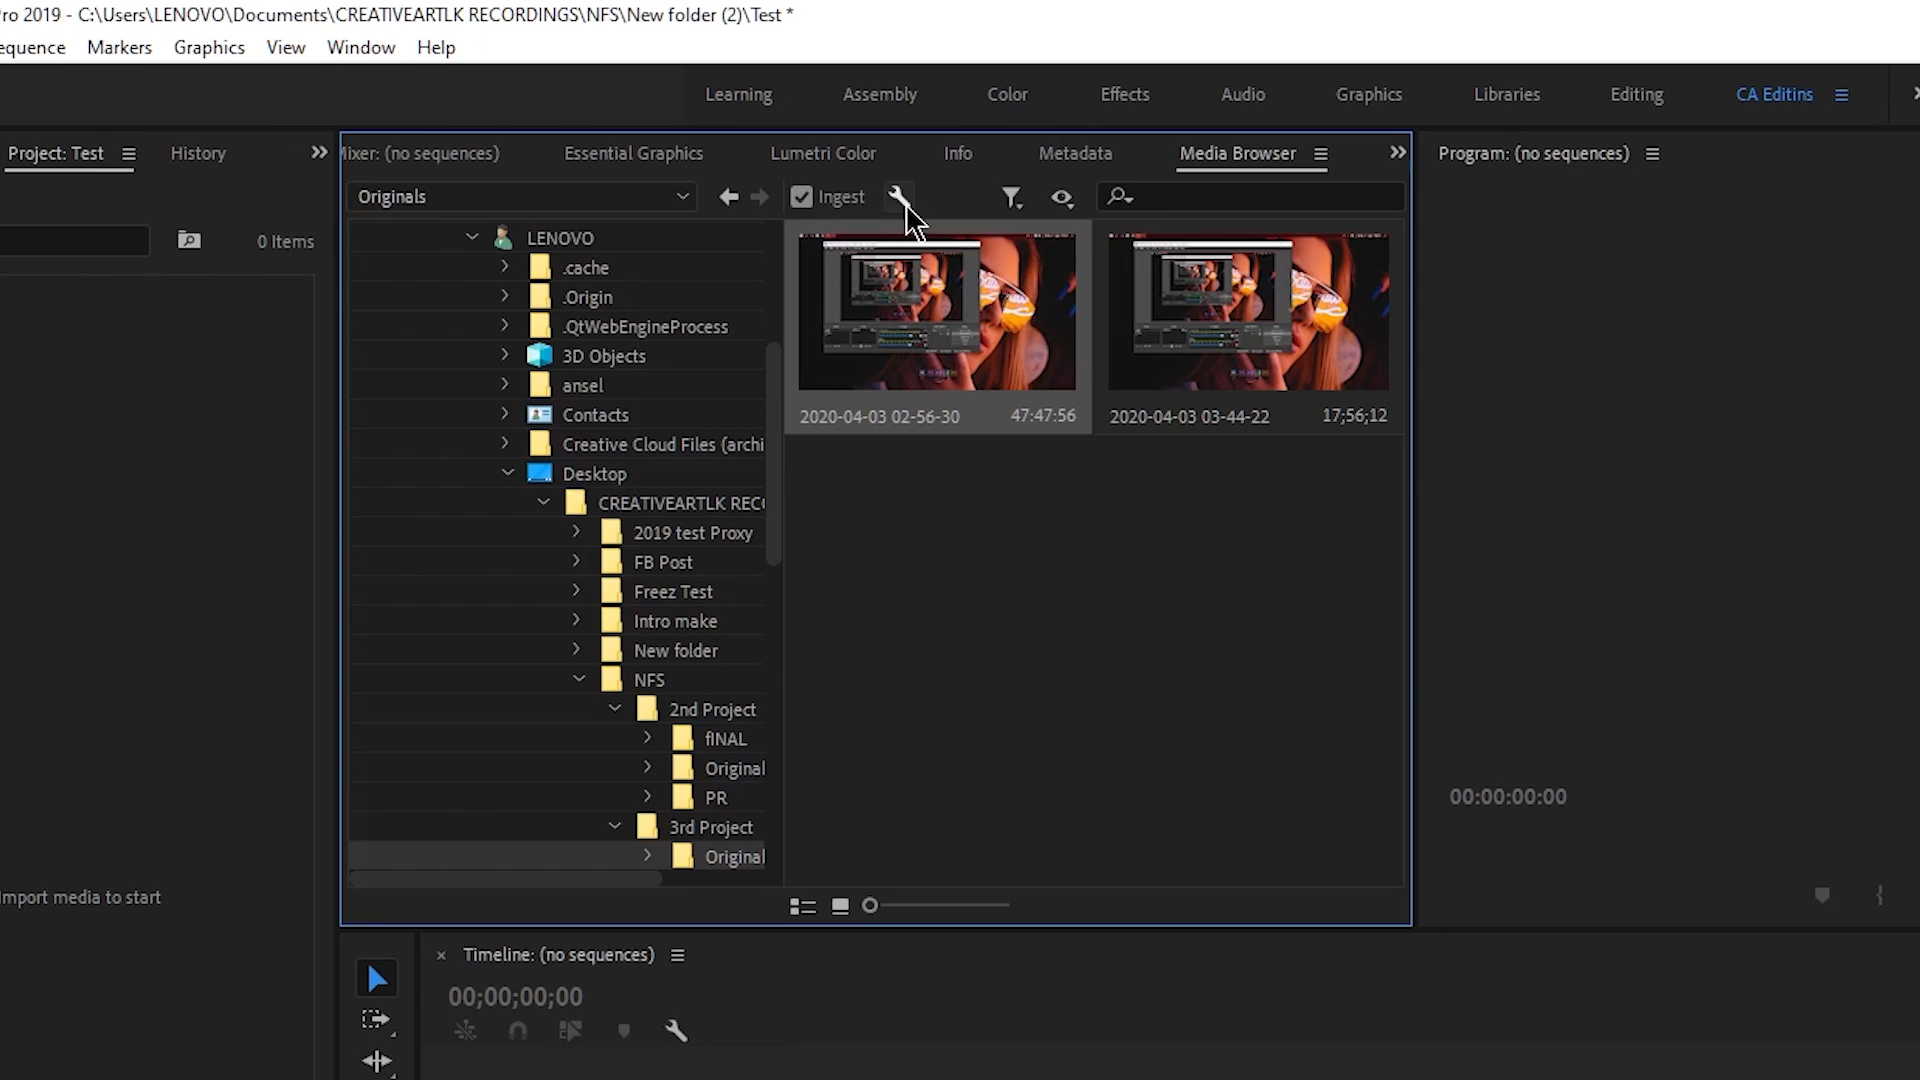 ro 2019 - C:\Users\LENOVO\Documents\CREATIVEARTLK RECORDINGS\NFS\New folder (2)\Test *
equence Markers Graphics View Window Help
Learning Assembly Color Effects Audio Graphics Libraries Editing CA Editins
Project: Test History
Mixer: (no sequences) Essential Graphics Lumetri Color Info Metadata Media Browser
Program: (no sequences)
Originals Ingest
0 Items
LENOVO
.cache
.Origin
.QtWebEngineProcess
3D Objects
ansel
Contacts
2020-04-03 02-56-30 47:47:56
2020-04-03 03-44-22 17;56;12
Creative Cloud Files (archi
Desktop
CREATIVEARTLK REC
2019 test Proxy
FB Post
Freez Test
Intro make
New folder
NFS
2nd Project
fINAL
Original
PR
3rd Project
Original
00:00:00:00
Import media to start
Timeline: (no sequences)
00;00;00;00